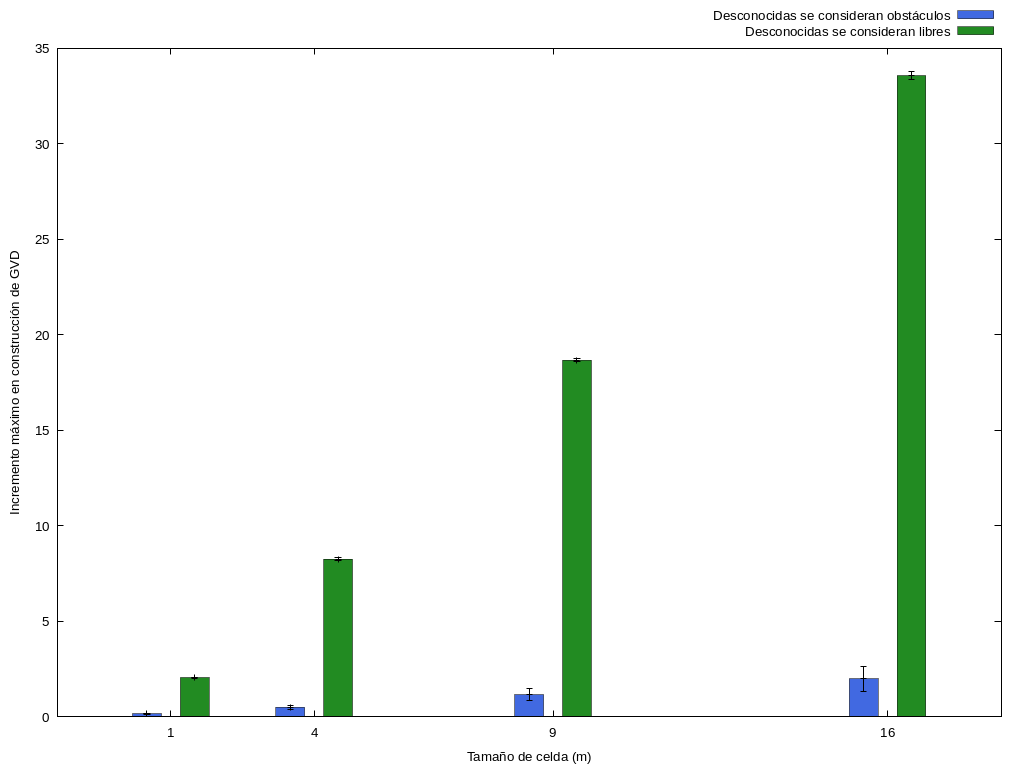 Desconocidas se consideran obstáculos
Desconocidas se consideran libres
35
30
25
20
15
10
5
0
Incremento máximo en construcción de GVD
1 4 9 16
Tamaño de celda (m)